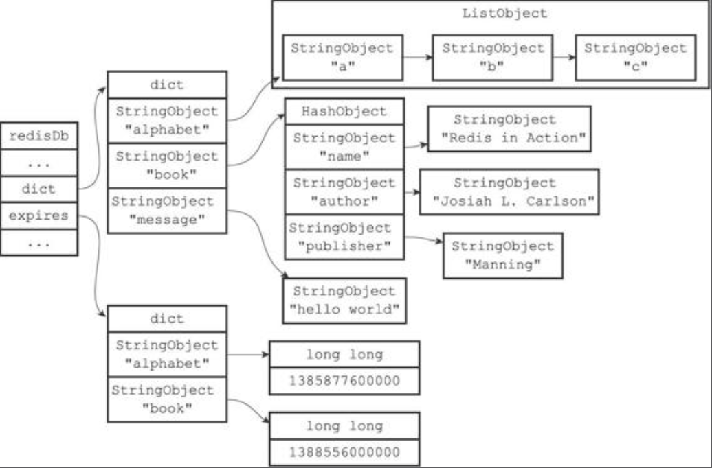 ListObject
StringObject
"a"
StringObject
"b"
StringObject
"c"
redisDb
...
dict
expires
...
dict
StringObject
"alphabet"
StringObject
"book"
StringObject
"message"
HashObject
StringObject
"name"
StringObject
"author"
StringObject
"publisher"
StringObject
"Redis in Action"
StringObject
"Josiah L. Carlson"
StringObject
"Manning"
StringObject
"hello world"
dict
StringObject
"alphabet"
StringObject
"book"
long long
1385877600000
long long
1388556000000